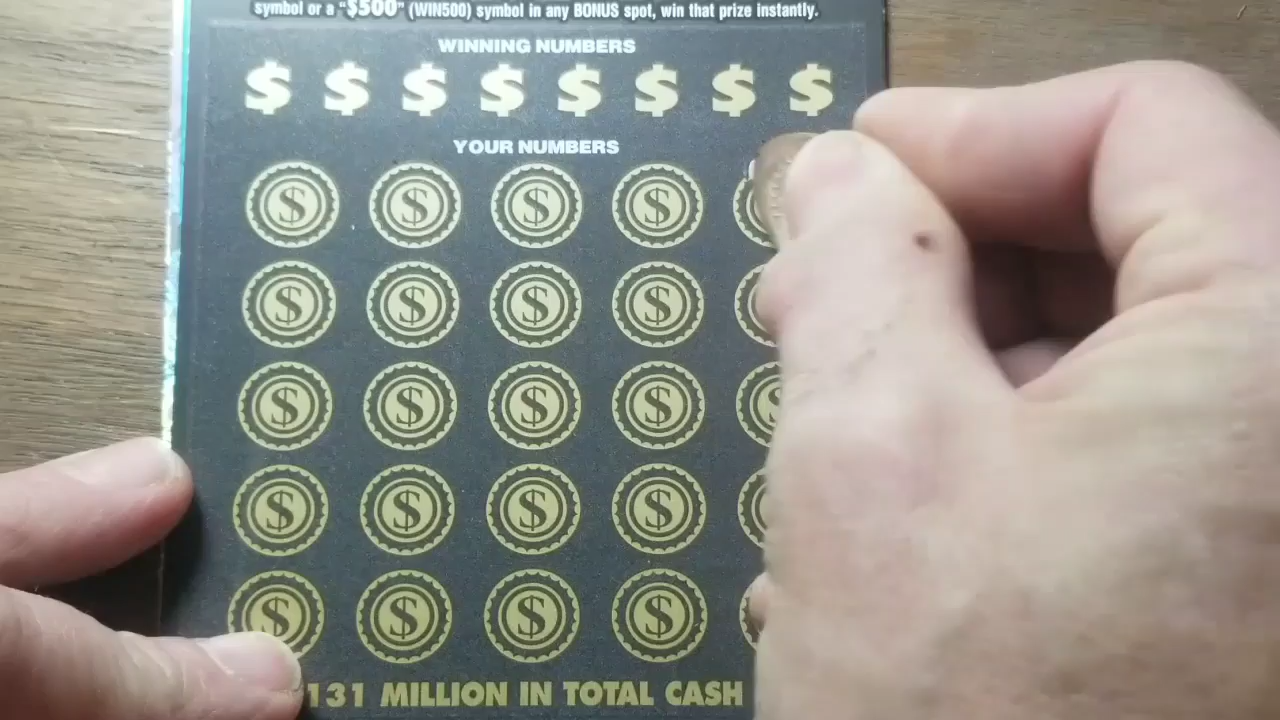 symbol or a "$500" (WIN500) symbol in any BONUS spot, win that prize instantly.
WINNING NUMBERS
$ $ $ $ $ $ $ $
YOUR NUMBERS
$ $ $ $
$ $ $ $
$ $ $ $ $
$ $ $ $
$ $ $ $
131 MILLION IN TOTAL CASH